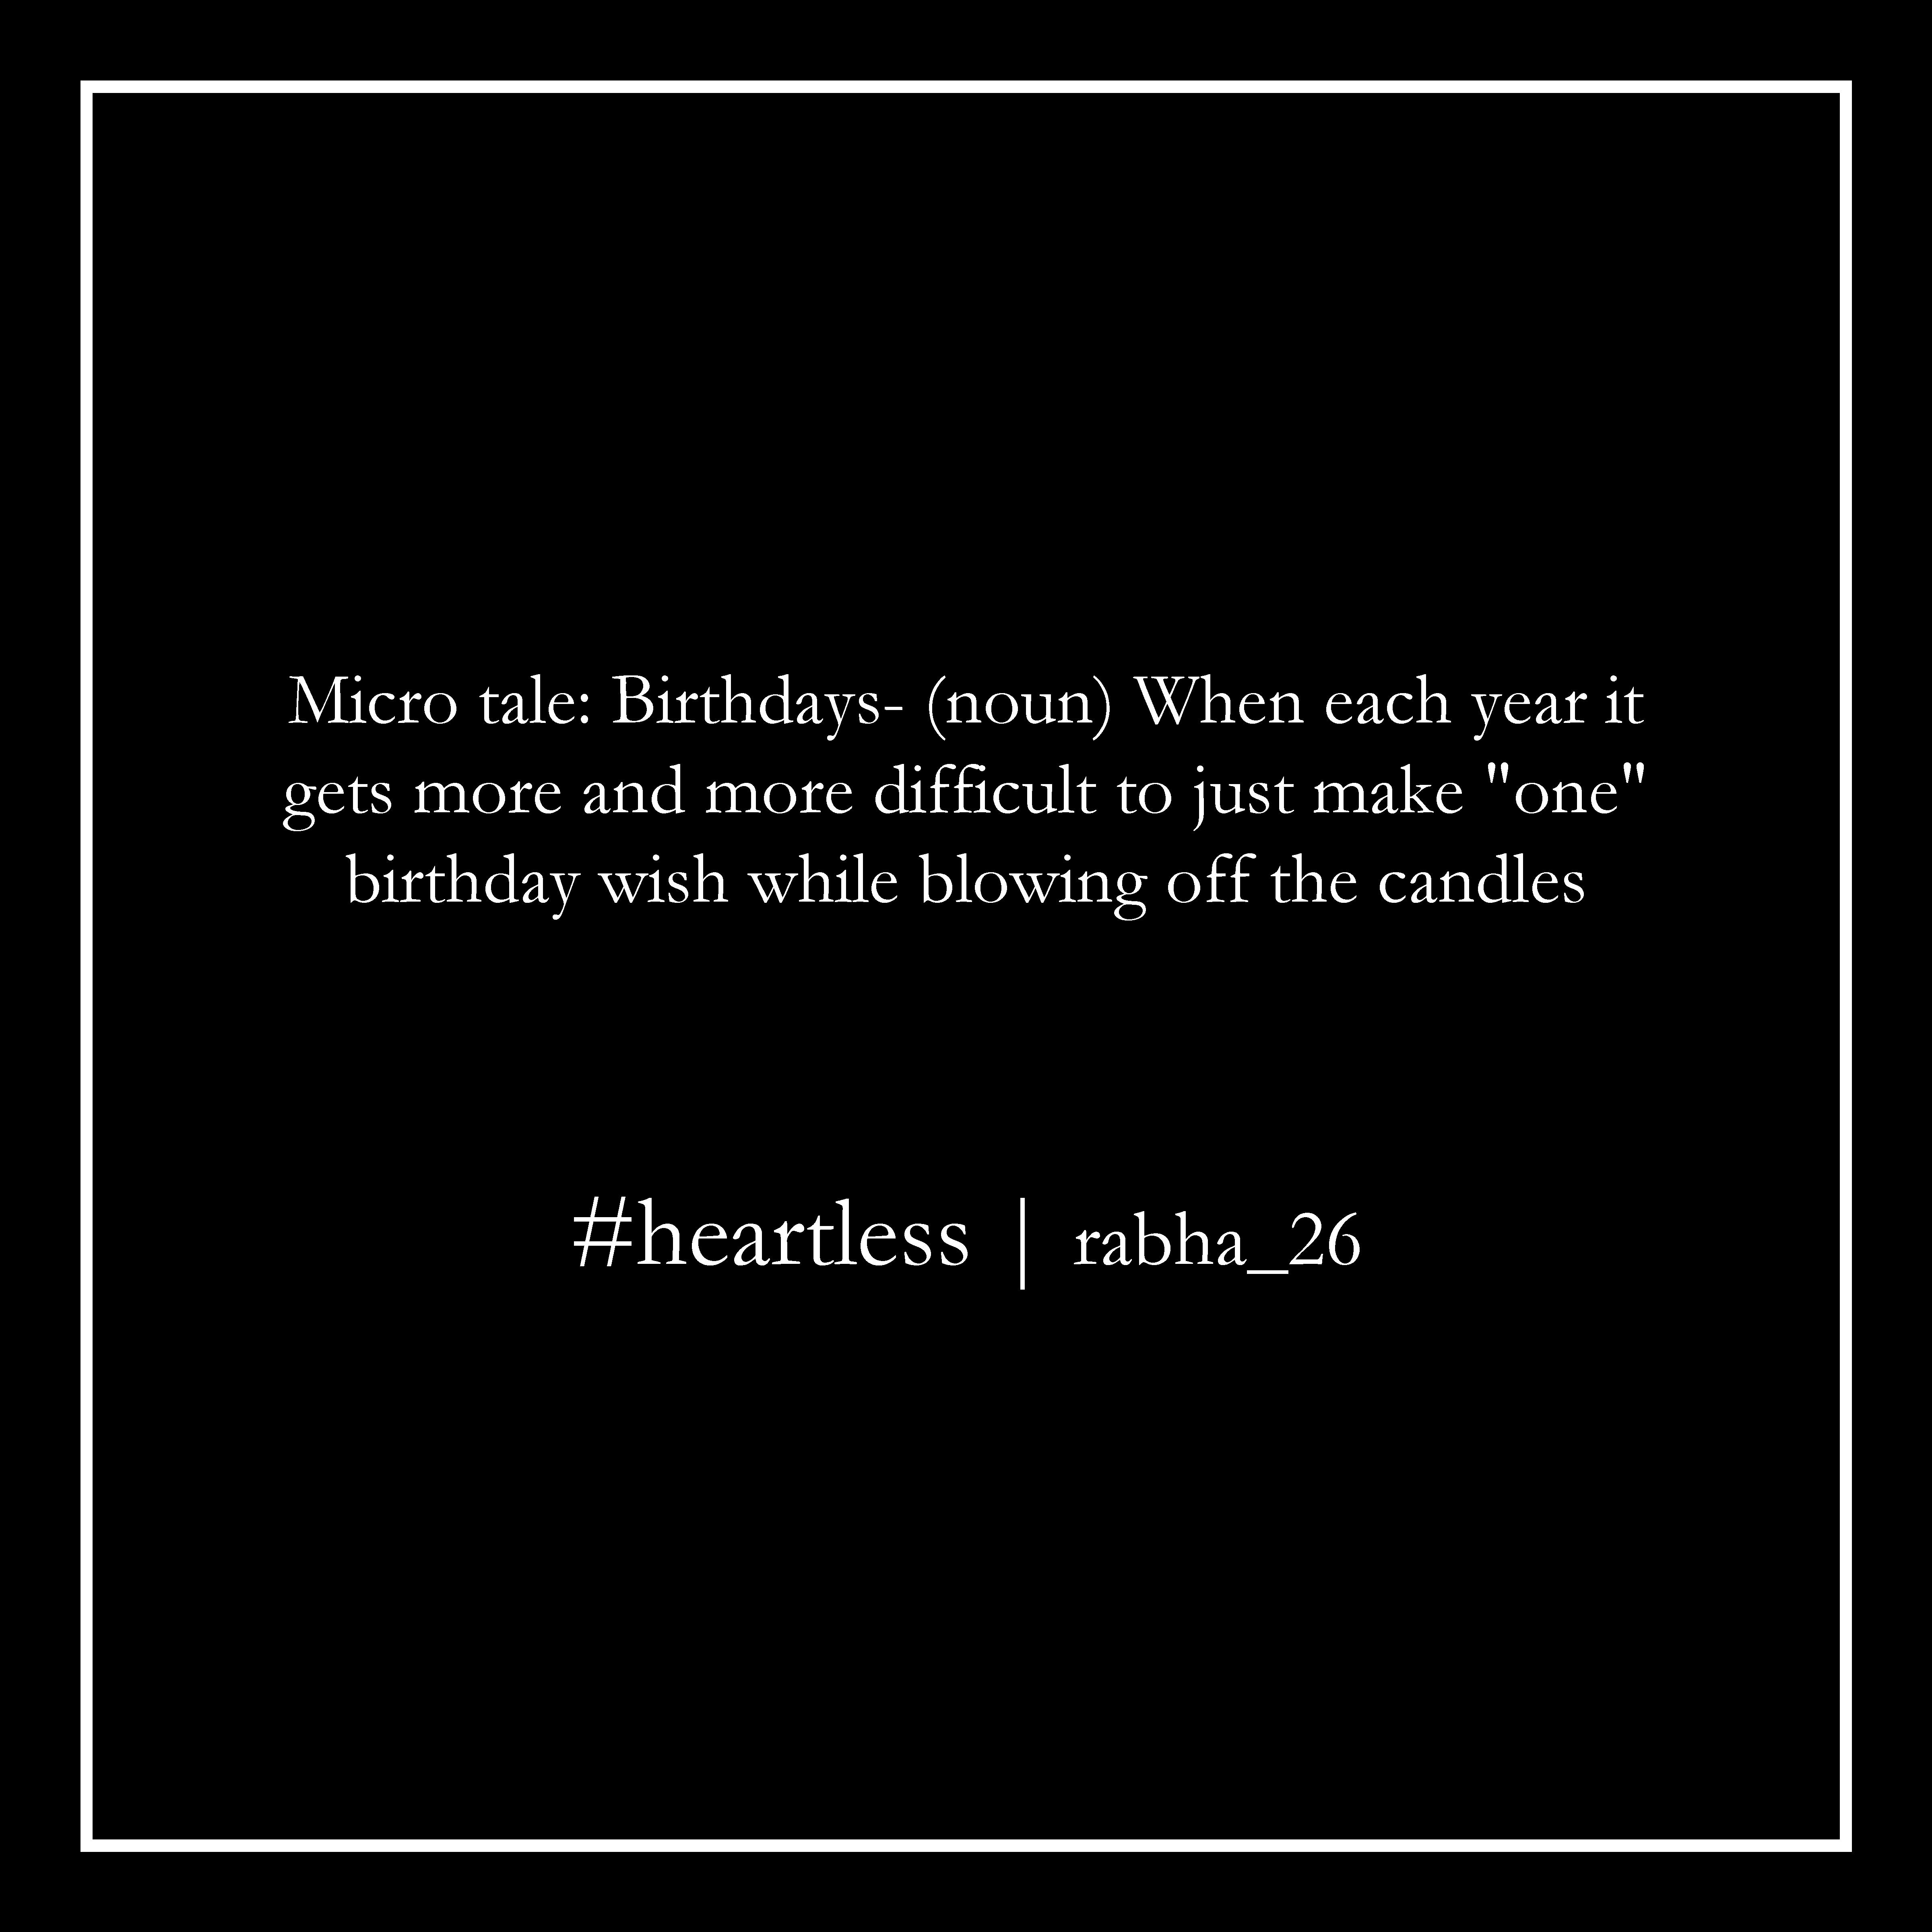 Micro tale: Birthdays- (noun) When each year it
gets more and more difficult to just make "one"
birthday wish while blowing off the candles
#heartless | rabha_26